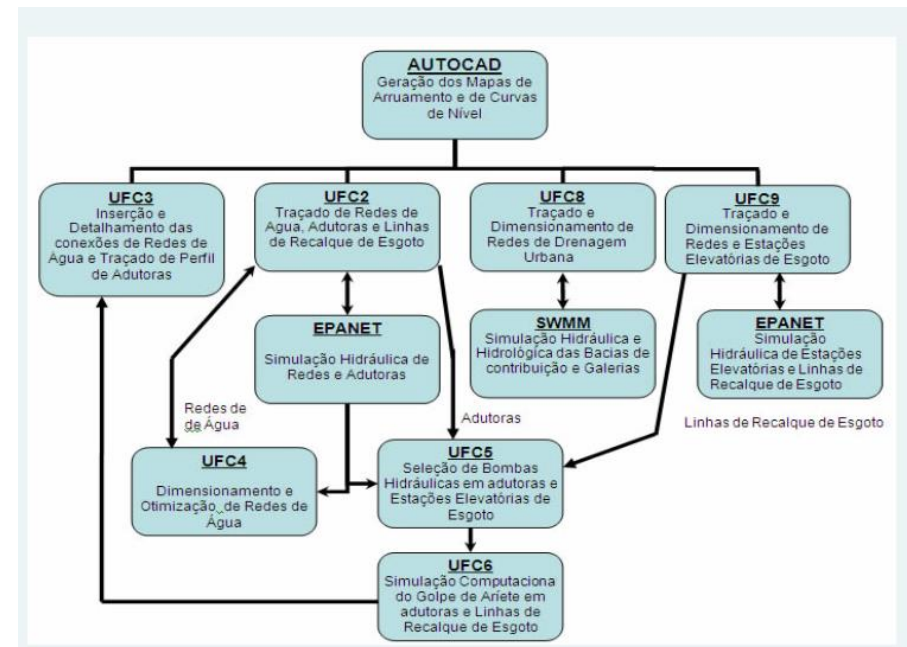 AUTOCAD
Geração dos Mapas de
Arruamento e de Curvas
de Nível
UFC3
Inserção e
Detalhamento das
conexões de Redes de
Água e Traçado de Perfil
de Adutoras
UFC2
Traçado de Redes de
Agua, Adutoras e Linhas
de Recalque de Esgoto
UFC8
Traçado e
Dimensionamento de
Redes de Drenagem
Urbana
UFC9
Traçado e
Dimensionamento de
Redes e Estações
Elevatórias de Esgoto
EPANET
Simulação Hidráulica de
Redes e Adutoras
SWMM
Simulação Hidráulica e
Hidrológica das Bacias de
contribuição e Galerias
EPANET
Simulação
Hidráulica de Estações
Elevatórias e Linhas de
Recalque de Esgoto
Redes de
de Água
Adutoras
Linhas de Recalque de Esgoto
UFC4
Dimensionamento e
Otimização de Redes de
Água
UFC5
Seleção de Bombas
Hidráulicas em adutoras e
Estações Elevatórias de
Esgoto
UFC6
Simulação Computaciona
do Golpe de Aríete em
adutoras e Linhas de
Recalque de Esgoto